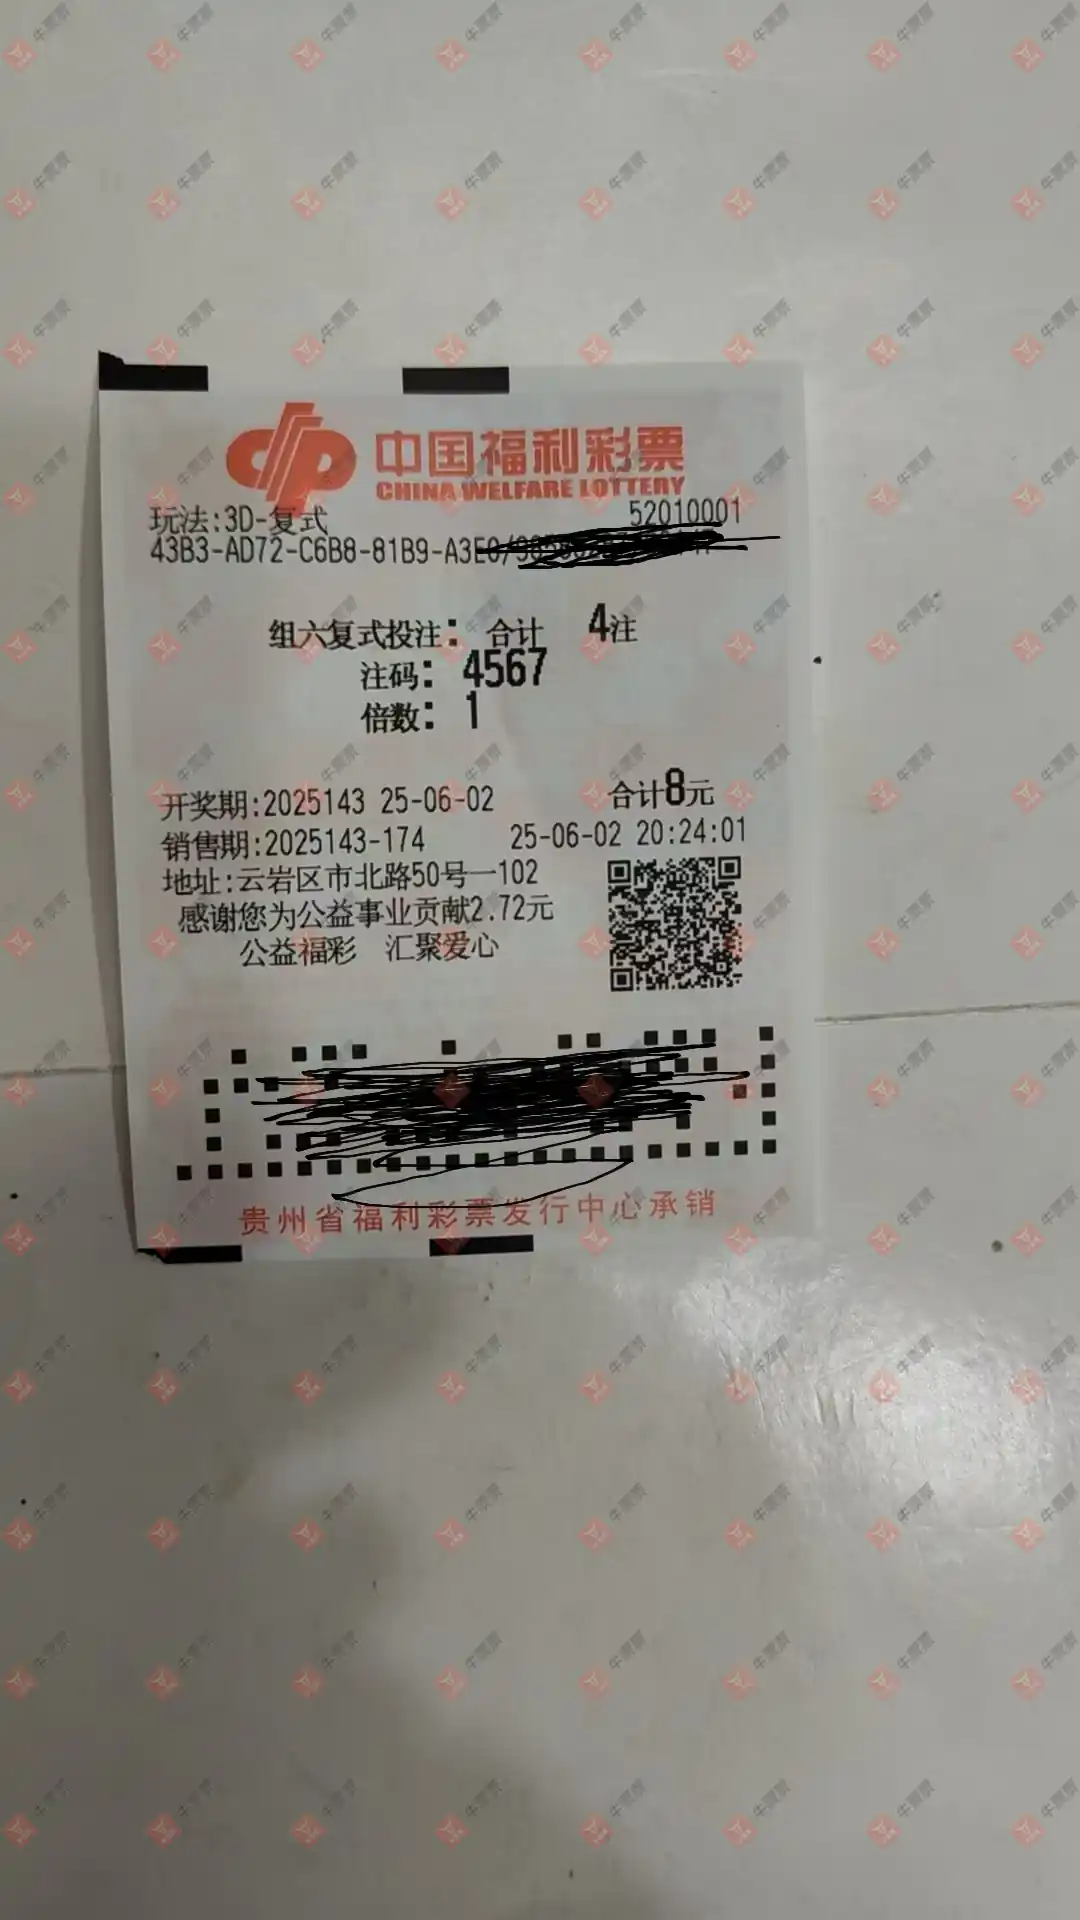 中国福利彩票
CHINA WELFARE LOTTERY
玩法:3D-复式 52010001
43B3-AD72-C6B8-81B9-A3E0/
组六复式投注: 合计 4注
注码: 4567
倍数: 1
开奖期:2025143 25-06-02 合计8元
销售期:2025143-174 25-06-02 20:24:01
地址:云岩区市北路50号一102
感谢您为公益事业贡献2.72元
公益福彩 汇聚爱心
贵州省福利彩票发行中心承销
牛票票